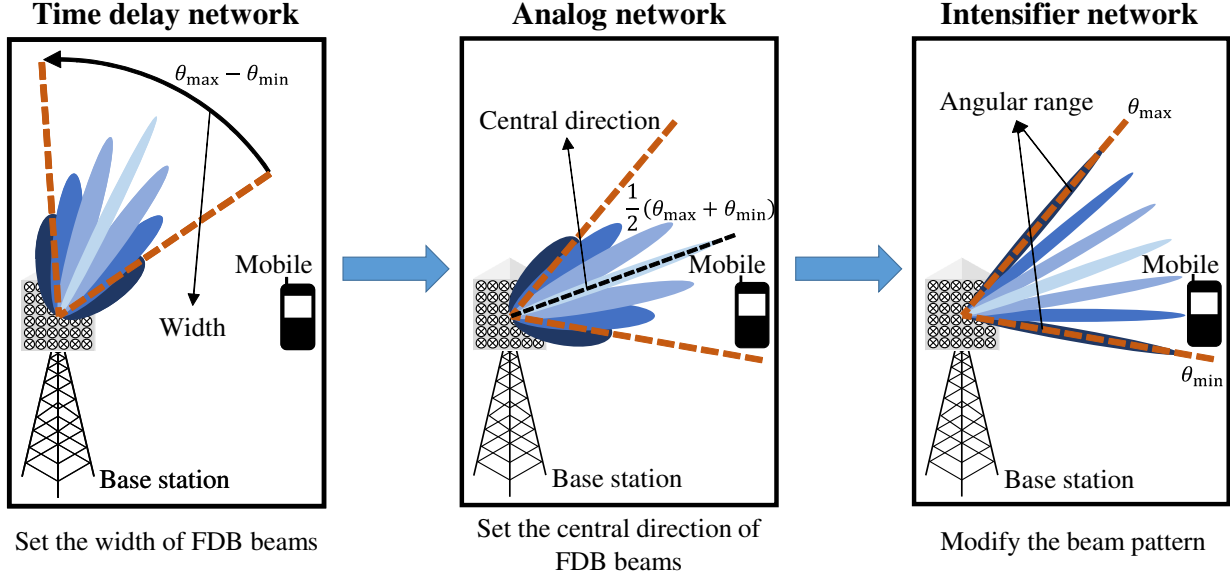 Time delay network
θmax − θmin
Mobile
Width
Base station
Set the width of FDB beams
Analog network
Central direction
1/2(θmax + θmin)
Mobile
Base station
Set the central direction of
FDB beams
Intensifier network
Angular range
θmax
Mobile
θmin
Base station
Modify the beam pattern